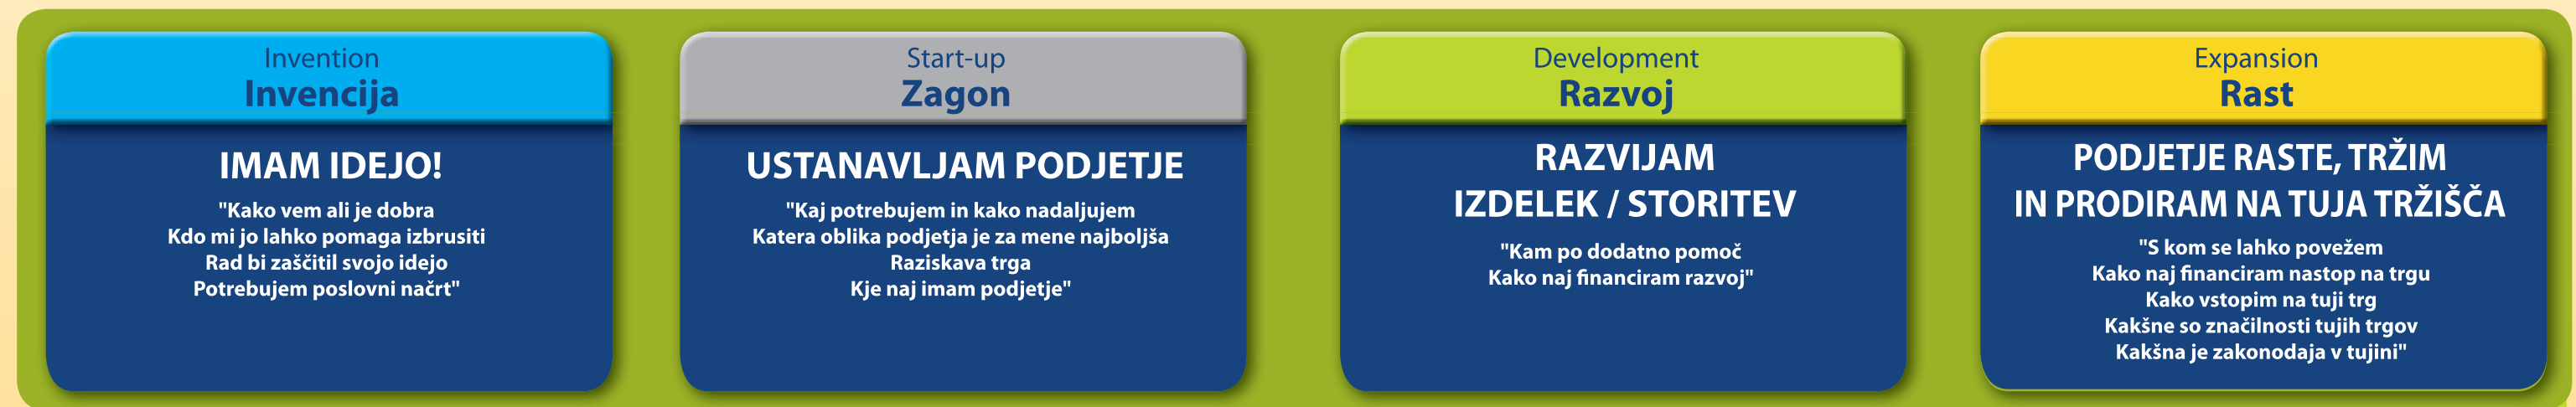 Invention
Invencija
IMAM IDEJO!
"Kako vem ali je dobra
Kdo mi jo lahko pomaga izbrusiti
Rad bi zaščitil svojo idejo
Potrebujem poslovni načrt"
Start-up
Zagon
USTANAVLJAM PODJETJE
"Kaj potrebujem in kako nadaljujem
Katera oblika podjetja je za mene najboljša
Raziskava trga
Kje naj imam podjetje"
Development
Razvoj
RAZVIJAM
IZDELEK / STORITEV
"Kam po dodatno pomoč
Kako naj financiram razvoj"
Expansion
Rast
PODJETJE RASTE, TRŽIM
IN PRODIRAM NA TUJA TRŽIŠČA
"S kom se lahko povežem
Kako naj financiram nastop na trgu
Kako vstopim na tuji trg
Kakšne so značilnosti tujih trgov
Kakšna je zakonodaja v tujini"